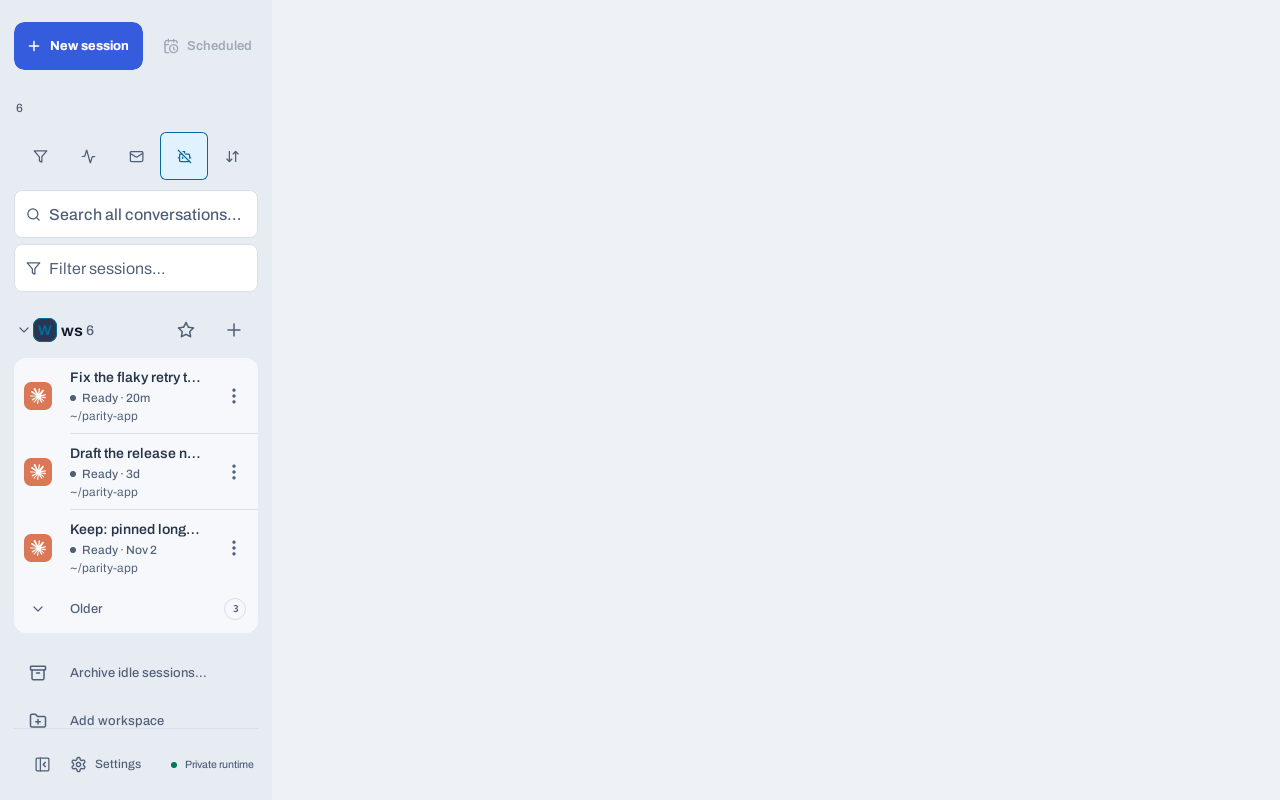 New session
Scheduled
6
Search all conversations...
Filter sessions...
W ws 6
Fix the flaky retry t...
Ready · 20m
~/parity-app
Draft the release n...
Ready · 3d
~/parity-app
Keep: pinned long...
Ready · Nov 2
~/parity-app
Older 3
Archive idle sessions...
Add workspace
Settings
Private runtime